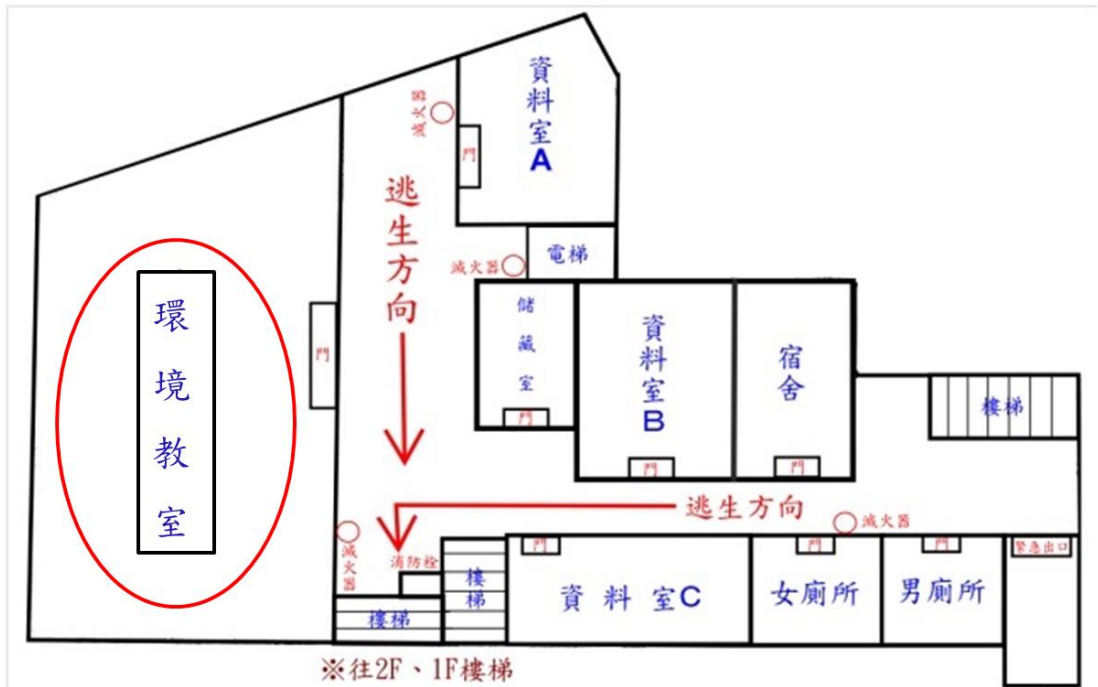 資料室A
滅火器
門
逃生方向
電梯
滅火器
儲藏室
門
資料室B
門
宿舍
門
樓梯
環境教室
門
逃生方向
滅火器
滅火器
消防栓
樓梯
樓梯
門
資料室C
門
女廁所
門
男廁所
緊急出口
※往2F、1F樓梯